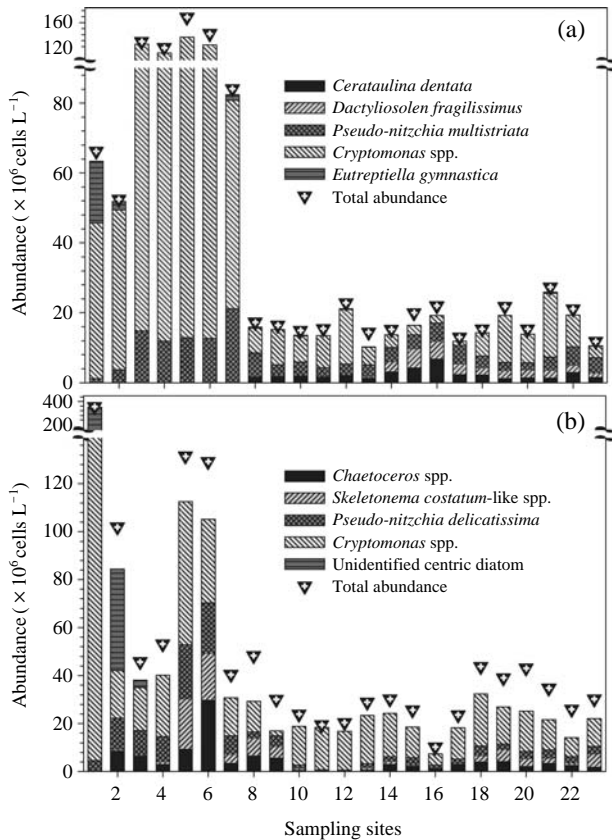 160
120
(a)
80
60
40
20
0
Abundance (× 10⁶ cells L⁻¹)
Cerataulina dentata
Dactyliosolen fragilissimus
Pseudo-nitzchia multistriata
Cryptomonas spp.
Eutreptiella gymnastica
Total abundance
400
200
(b)
120
100
80
60
40
20
0
Abundance (× 10⁶ cells L⁻¹)
Chaetoceros spp.
Skeletonema costatum-like spp.
Pseudo-nitzchia delicatissima
Cryptomonas spp.
Unidentified centric diatom
Total abundance
2 4 6 8 10 12 14 16 18 20 22
Sampling sites